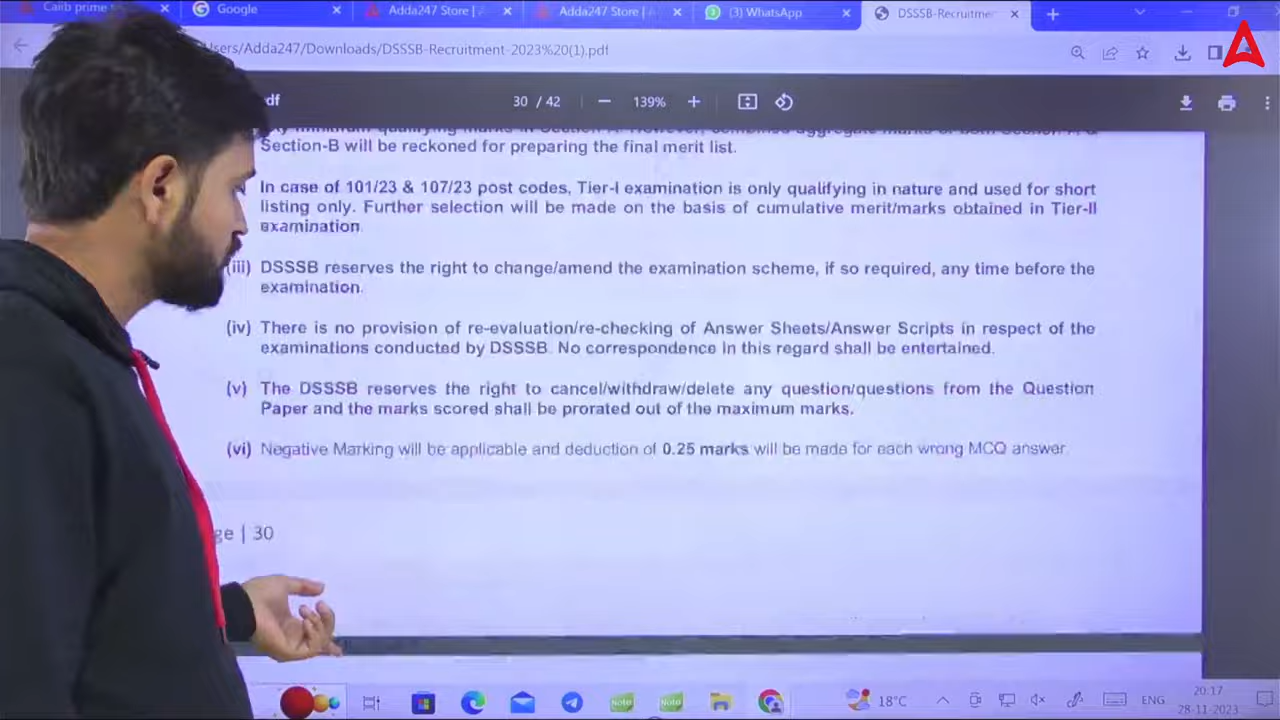 Caiib prime
Google
Adda247 Store |
Adda247 Store |
(3) WhatsApp
DSSSB-Recruitme
sers/Adda247/Downloads/DSSSB-Recruitment-2023%20(1).pdf
df
30 / 42
139%
Section-B will be reckoned for preparing the final merit list.
In case of 101/23 & 107/23 post codes, Tier-I examination is only qualifying in nature and used for short
listing only. Further selection will be made on the basis of cumulative merit/marks obtained in Tier-II
examination.
(iii) DSSSB reserves the right to change/amend the examination scheme, if so required, any time before the
examination.
(iv) There is no provision of re-evaluation/re-checking of Answer Sheets/Answer Scripts in respect of the
examinations conducted by DSSSB. No correspondence in this regard shall be entertained.
(v) The DSSSB reserves the right to cancel/withdraw/delete any question/questions from the Question
Paper and the marks scored shall be prorated out of the maximum marks.
(vi) Negative Marking will be applicable and deduction of 0.25 marks will be made for each wrong MCQ answer.
ge | 30
Note
Note
18°C
ENG
20:17
28-11-2023